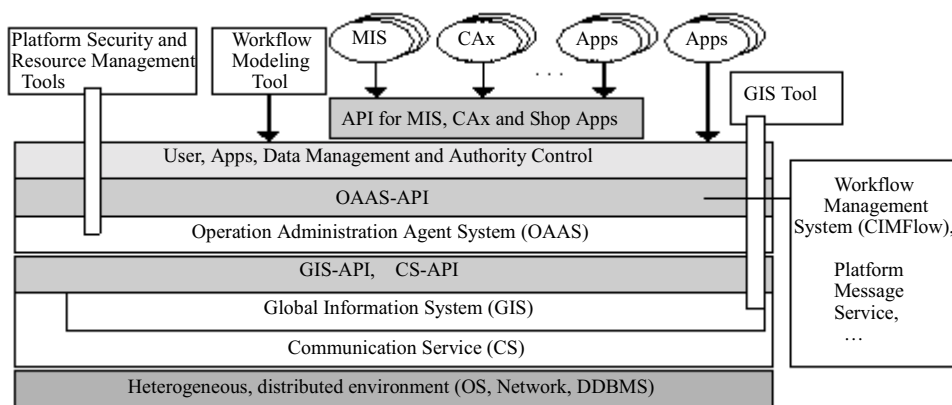 Platform Security and
Resource Management
Tools
Workflow
Modeling
Tool
MIS
CAx
. . .
Apps
Apps
GIS Tool
API for MIS, CAx and Shop Apps
User, Apps, Data Management and Authority Control
OAAS-API
Operation Administration Agent System (OAAS)
GIS-API, CS-API
Global Information System (GIS)
Communication Service (CS)
Heterogeneous, distributed environment (OS, Network, DDBMS)
Workflow
Management
System (CIMFlow),
Platform
Message
Service,
…